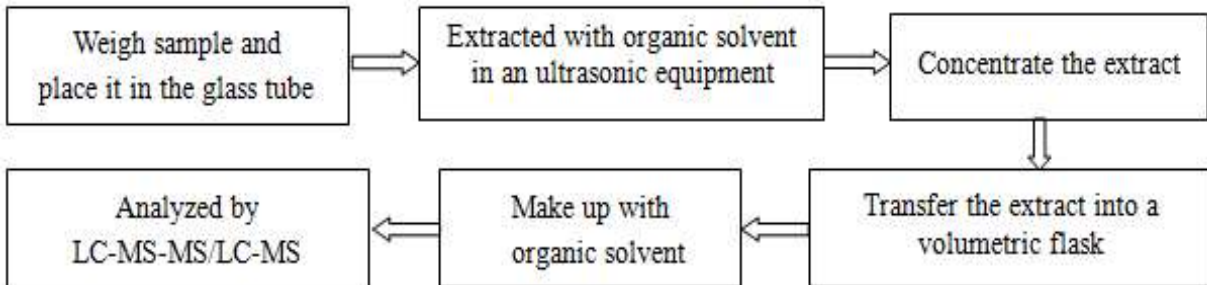 Weigh sample and
place it in the glass tube
Extracted with organic solvent
in an ultrasonic equipment
Concentrate the extract
Transfer the extract into a
volumetric flask
Make up with
organic solvent
Analyzed by
LC-MS-MS/LC-MS